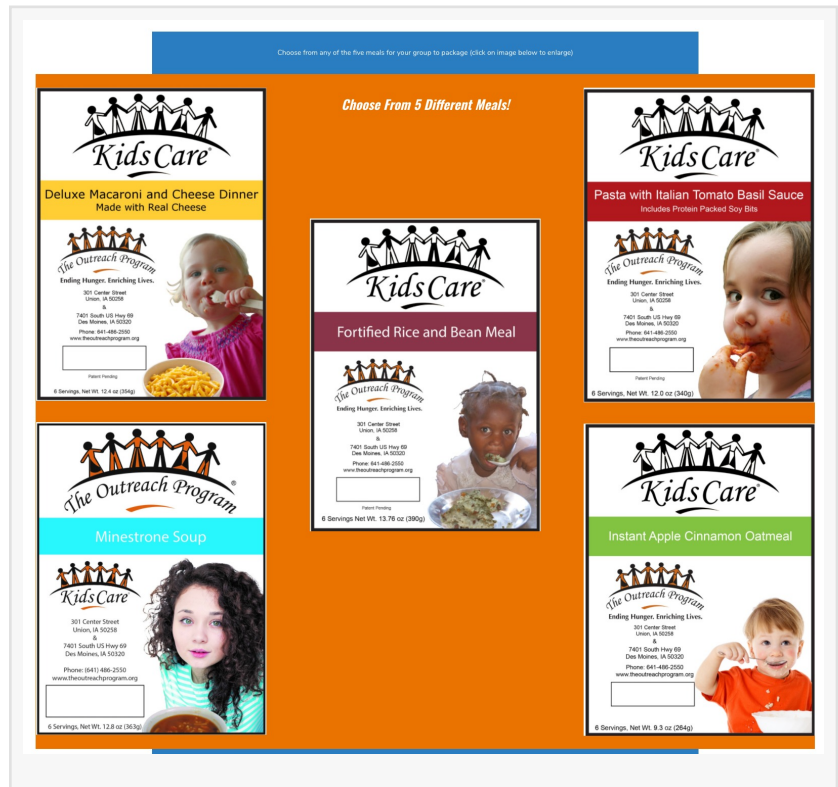 Choose from any of the five meals for your group to package (click on image below to enlarge)
Choose From 5 Different Meals!
KidsCare®
Deluxe Macaroni and Cheese Dinner
Made with Real Cheese
The Outreach Program
Ending Hunger. Enriching Lives.
301 Center Street
Union, IA 50258
&
7401 South US Hwy 69
Des Moines, IA 50320
Phone: 641-486-2550
www.theoutreachprogram.org
Patent Pending
6 Servings, Net Wt. 12.4 oz (354g)
KidsCare®
Fortified Rice and Bean Meal
The Outreach Program
Ending Hunger. Enriching Lives.
301 Center Street
Union, IA 50258
&
7401 South US Hwy 69
Des Moines, IA 50320
Phone: 641-486-2550
www.theoutreachprogram.org
Patent Pending
6 Servings Net Wt. 13.76 oz (390g)
KidsCare®
Pasta with Italian Tomato Basil Sauce
Includes Protein Packed Soy Bits
The Outreach Program
Ending Hunger. Enriching Lives.
301 Center Street
Union, IA 50258
&
7401 South US Hwy 69
Des Moines, IA 50320
Phone: 641-486-2550
www.theoutreachprogram.org
Patent Pending
6 Servings, Net Wt. 12.0 oz (340g)
The Outreach Program®
Minestrone Soup
KidsCare
301 Center Street
Union, IA 50258
&
7401 South US Hwy 69
Des Moines, IA 50320
Phone: (641) 486-2550
www.theoutreachprogram.org
6 Servings, Net Wt. 12.8 oz (363g)
KidsCare®
Instant Apple Cinnamon Oatmeal
The Outreach Program
Ending Hunger. Enriching Lives.
301 Center Street
Union, IA 50258
&
7401 South Hwy 69
Des Moines, IA 50320
Phone: 641-486-2550
www.theoutreachprogram.org
6 Servings, Net Wt. 9.3 oz (264g)